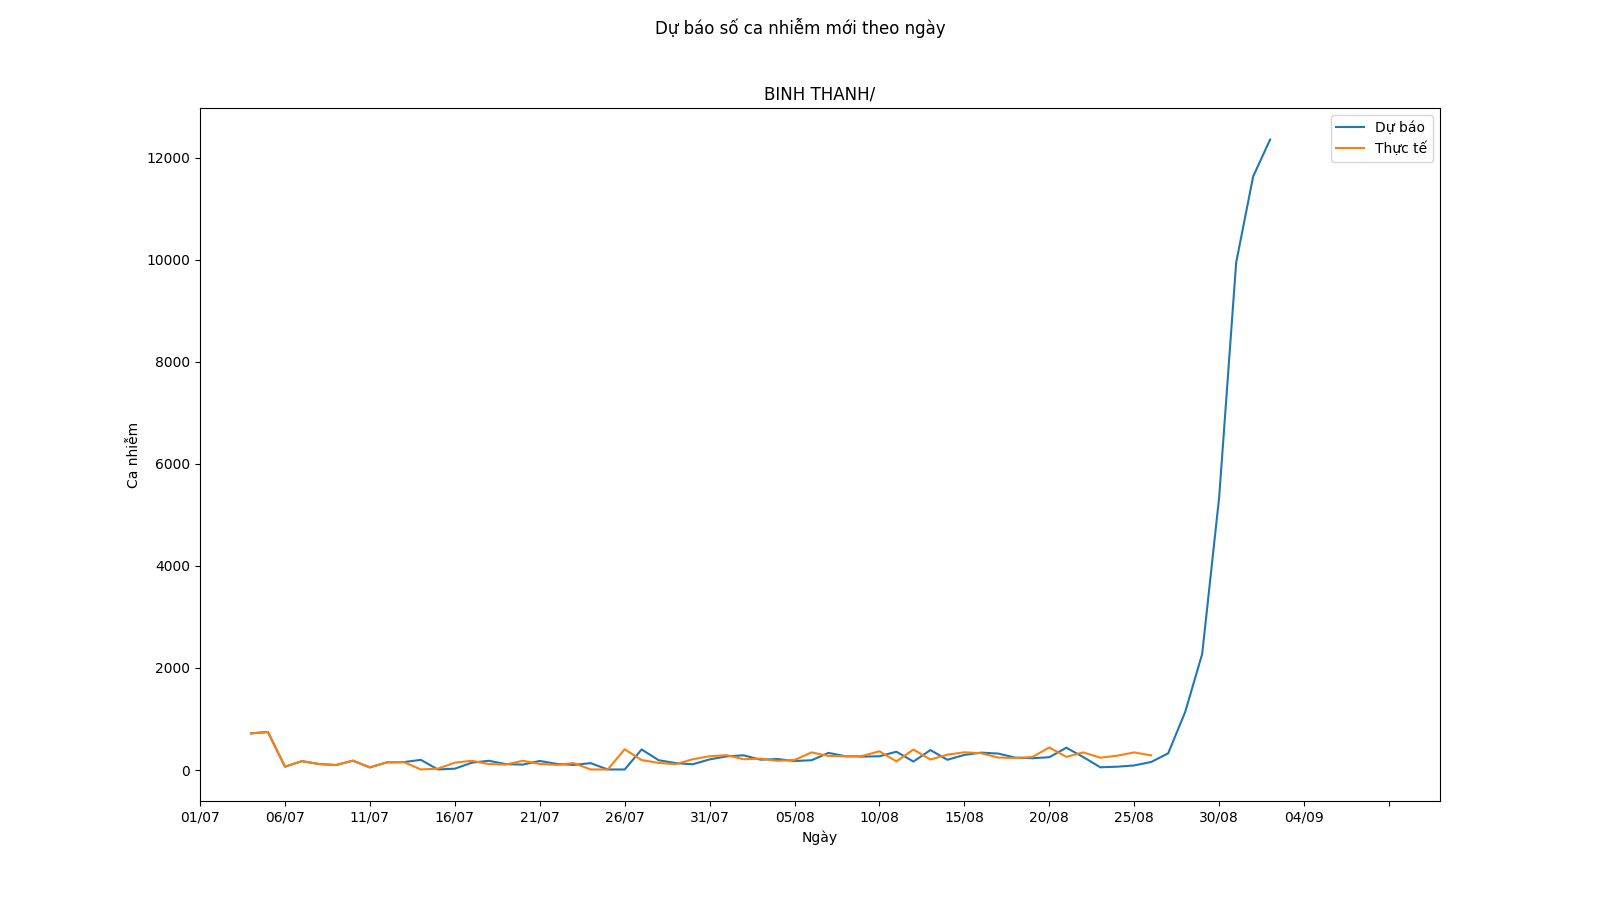 Dự báo số ca nhiễm mới theo ngày
BINH THANH/
Dự báo
Thực tế
12000
10000
8000
6000
4000
2000
0
Ca nhiễm
01/07 06/07 11/07 16/07 21/07 26/07 31/07 05/08 10/08 15/08 20/08 25/08 30/08 04/09
Ngày